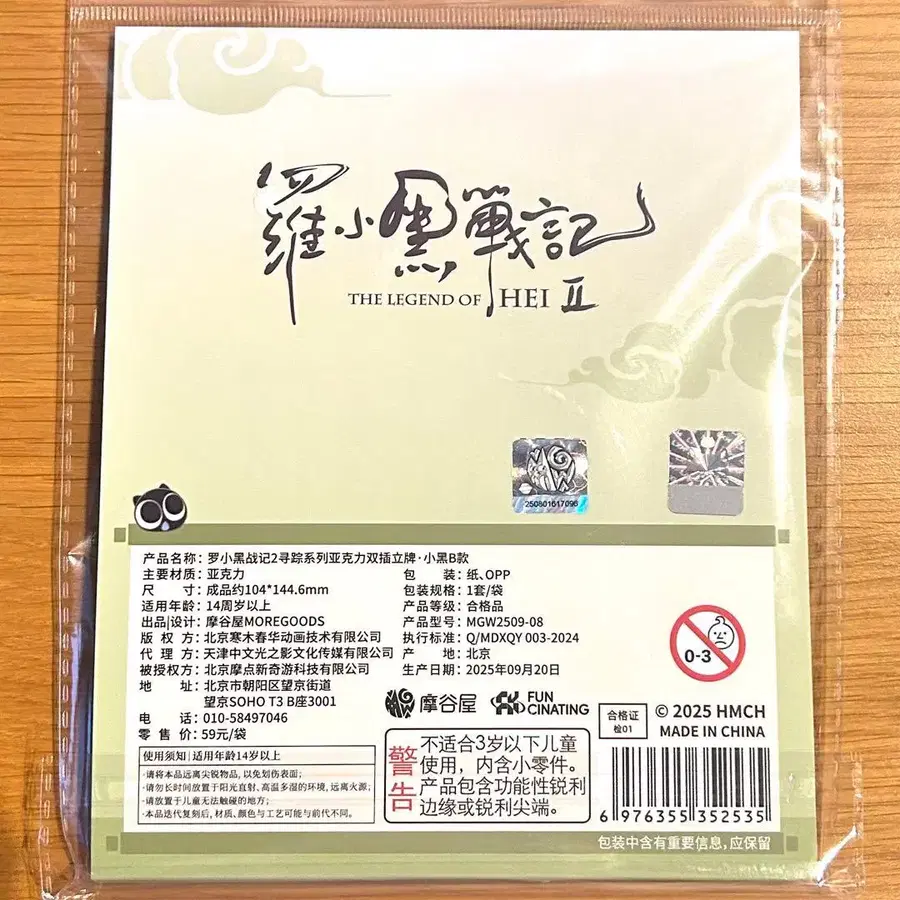 羅小黑戰記
THE LEGEND OF HEI II
250801617096
产品名称：罗小黑战记2寻踪系列亚克力双插立牌·小黑B款
主要材质：亚克力
尺 寸：成品约104*144.6mm
适用年龄：14周岁以上
出品|设计：摩谷屋MOREGOODS
版 权 方：北京寒木春华动画技术有限公司
代 理 方：天津中文光之影文化传媒有限公司
被授权方：北京摩点新奇游科技有限公司
地 址：北京市朝阳区望京街道
望京SOHO T3 B座3001
电 话：010-58497046
零 售 价：59元/袋
包 装：纸、OPP
包装规格：1套/袋
产品等级：合格品
产品型号：MGW2509-08
执行标准：Q/MDXQY 003-2024
产 地：北京
生产日期：2025年09月20日
0-3
摩谷屋
FUN
CINATING
合格证
检01
© 2025 HMCH
MADE IN CHINA
使用须知 | 适用年龄14岁以上
·请将本品远离尖锐物品，以免划伤表面；
·请勿长时间放置于阳光直射，高温多湿的环境，远离火源；
·请放置于儿童无法触碰的地方；
·本品迭代复刻后，材质、颜色与工艺可能与前代不同。
警告
不适合3岁以下儿童
使用，内含小零件。
产品包含功能性锐利
边缘或锐利尖端。
6 976355 352535
包装中含有重要信息，应保留